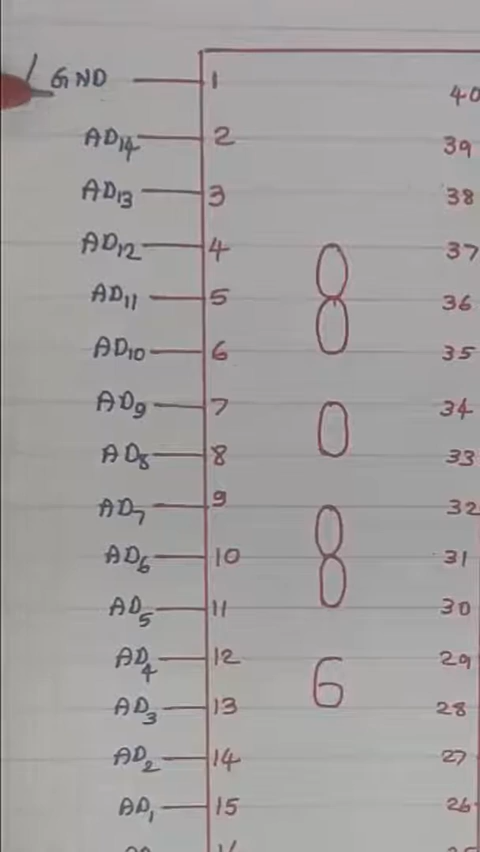 GND 1 40
AD14 2 39
AD13 3 38
AD12 4 37
AD11 5 8 36
AD10 6 35
AD9 7 0 34
AD8 8 33
AD7 9 32
AD6 10 8 31
AD5 11 30
AD4 12 29
AD3 13 6 28
AD2 14 27
AD1 15 26